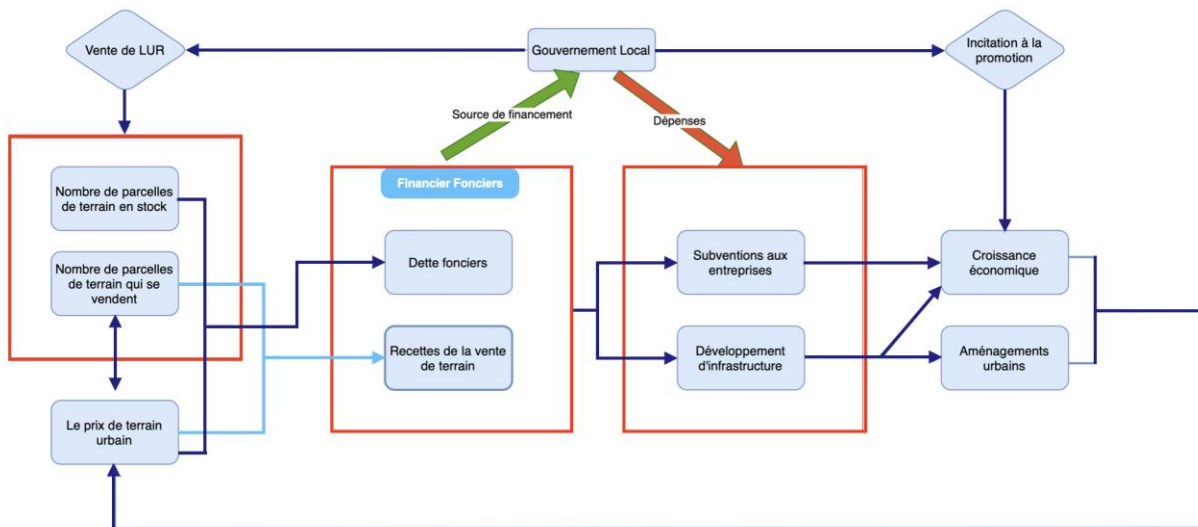 Vente de LUR
Gouvernement Local
Incitation à la
promotion
Source de financement
Dépenses
Nombre de parcelles
de terrain en stock
Nombre de parcelles
de terrain qui se
vendent
Le prix de terrain
urbain
Financier Fonciers
Dette fonciers
Recettes de la vente
de terrain
Subventions aux
entreprises
Développement
d'infrastructure
Croissance
économique
Aménagements
urbains